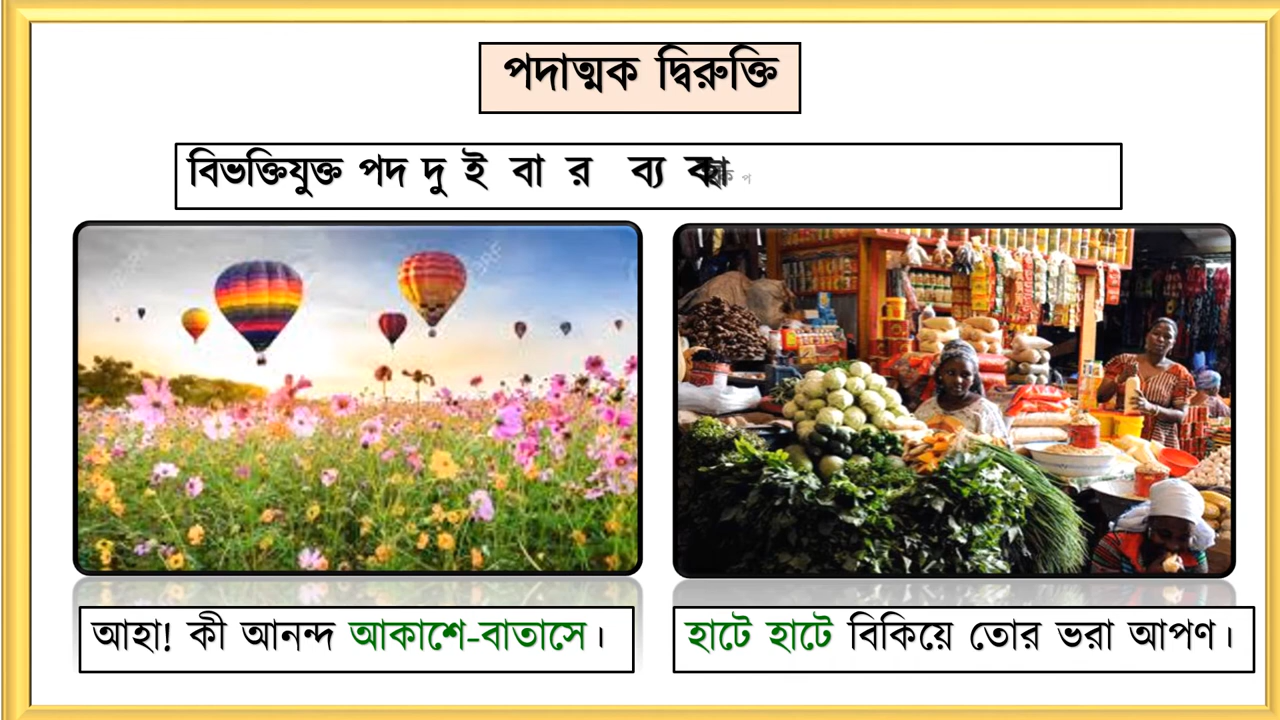 পদাত্মক দ্বিরুক্তি
বিভক্তিযুক্ত পদ দু ই বা র ব্য
আহা! কী আনন্দ আকাশে-বাতাসে।
হাটে হাটে বিকিয়ে তোর ভরা আপণ।